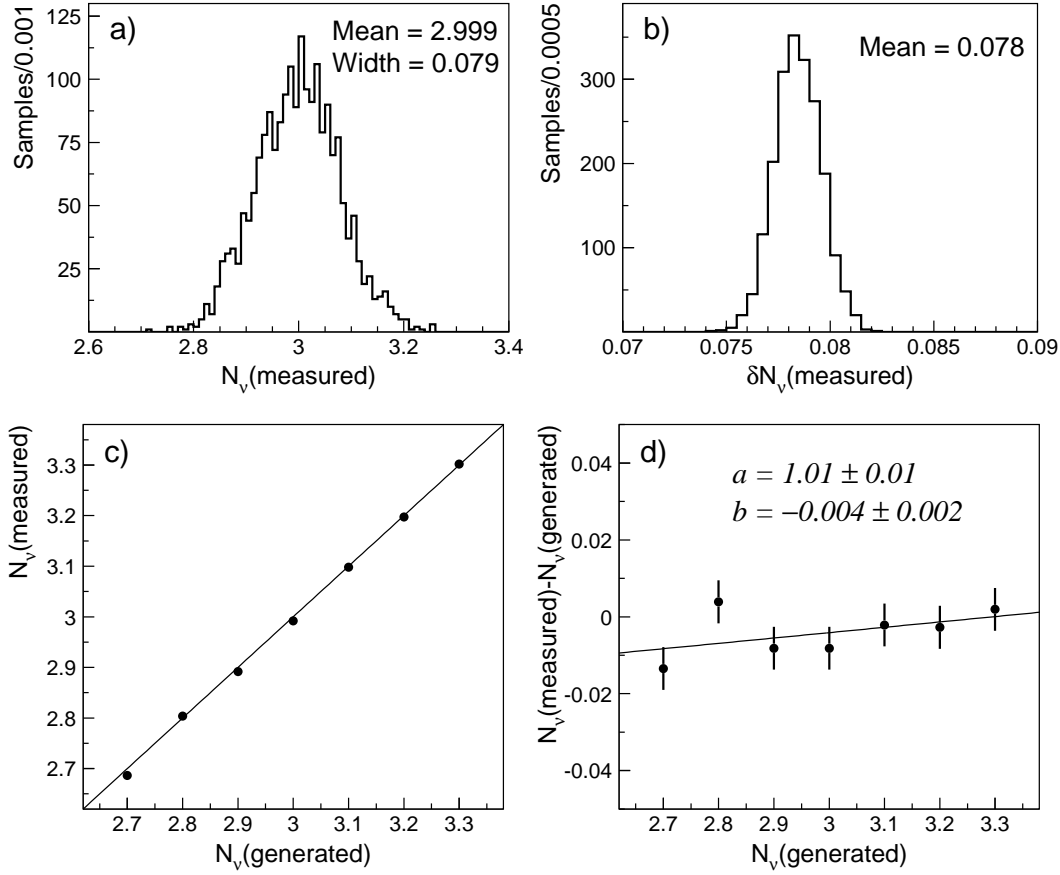 a)
Mean = 2.999
Width = 0.079
Samples/0.001
125
100
75
50
25
2.6
2.8
3
3.2
3.4
Nν(measured)
b)
Mean = 0.078
Samples/0.0005
300
200
100
0.07
0.075
0.08
0.085
0.09
δNν(measured)
c)
Nν(measured)
3.3
3.2
3.1
3
2.9
2.8
2.7
2.7
2.8
2.9
3
3.1
3.2
3.3
Nν(generated)
d)
a = 1.01 ± 0.01
b = −0.004 ± 0.002
Nν(measured)-Nν(generated)
0.04
0.02
0
-0.02
-0.04
2.7
2.8
2.9
3
3.1
3.2
3.3
Nν(generated)